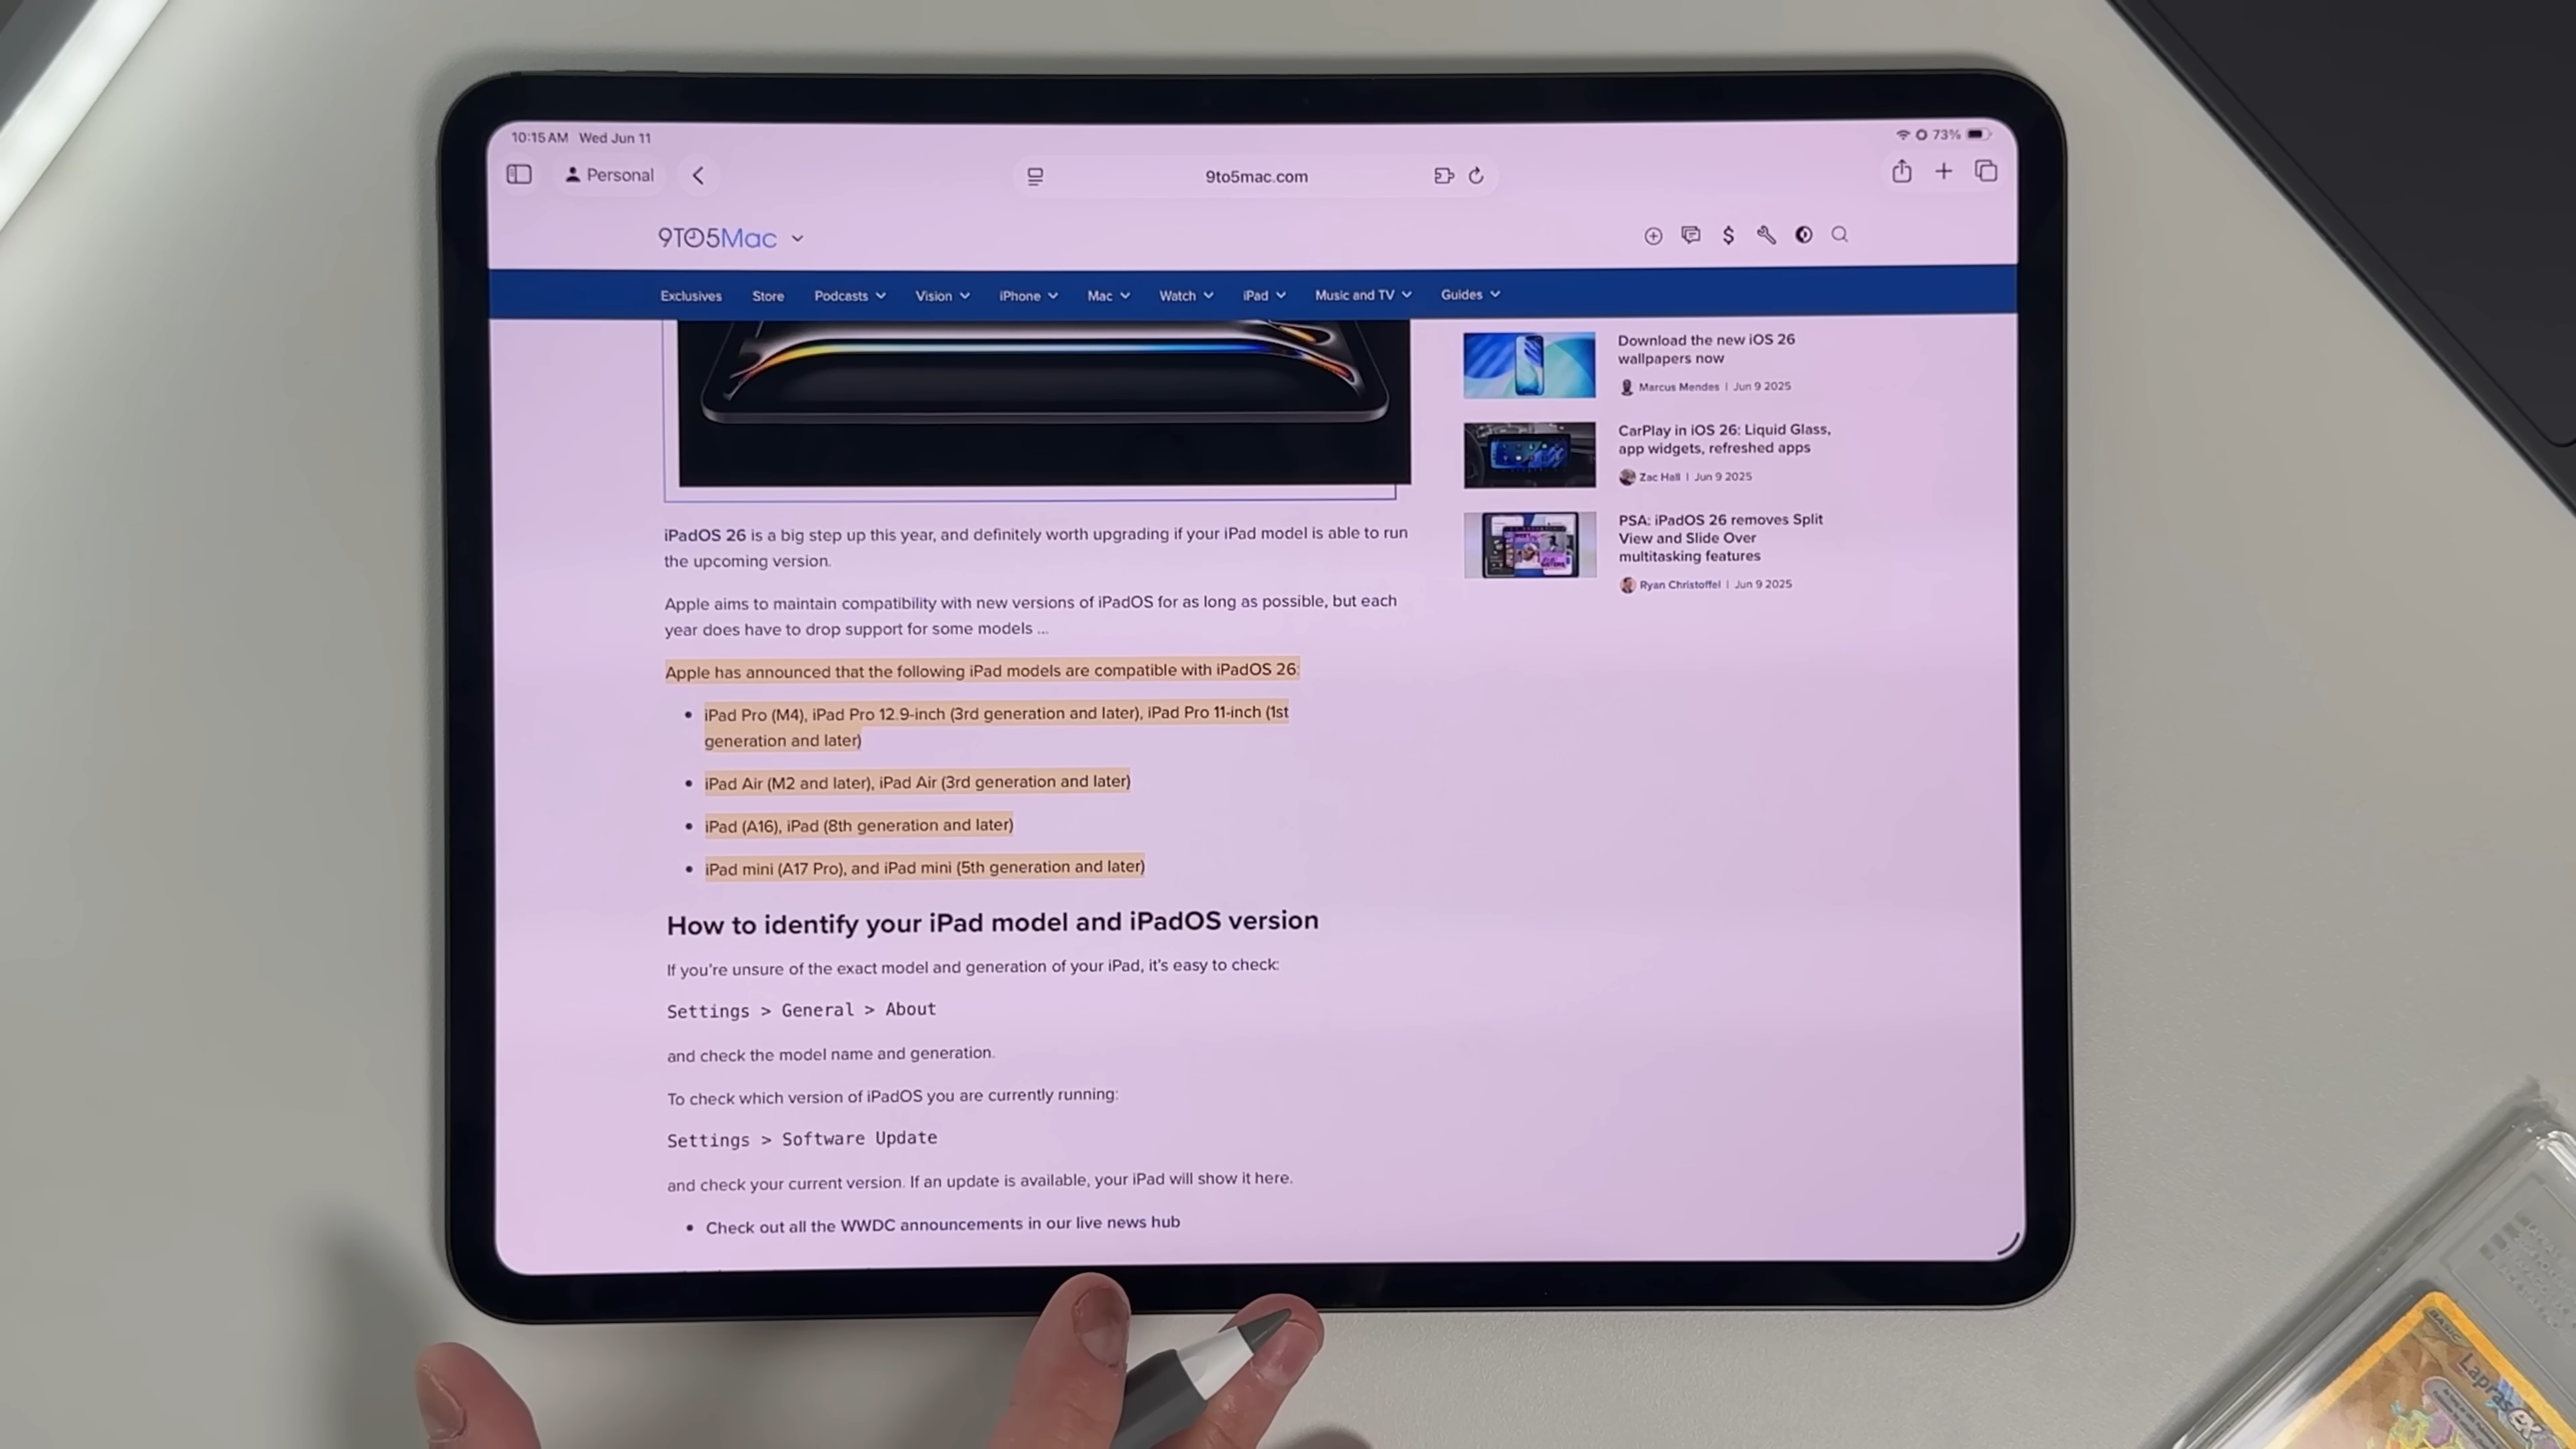 10:15 AM Wed Jun 11
73%
Personal
9to5mac.com
9TO5Mac
Exclusives Store Podcasts Vision iPhone Mac Watch iPad Music and TV Guides
iPadOS 26 is a big step up this year, and definitely worth upgrading if your iPad model is able to run
the upcoming version.
Apple aims to maintain compatibility with new versions of iPadOS for as long as possible, but each
year does have to drop support for some models ...
Apple has announced that the following iPad models are compatible with iPadOS 26:
• iPad Pro (M4), iPad Pro 12.9-inch (3rd generation and later), iPad Pro 11-inch (1st
generation and later)
• iPad Air (M2 and later), iPad Air (3rd generation and later)
• iPad (A16), iPad (8th generation and later)
• iPad mini (A17 Pro), and iPad mini (5th generation and later)
How to identify your iPad model and iPadOS version
If you're unsure of the exact model and generation of your iPad, it's easy to check:
Settings > General > About
and check the model name and generation.
To check which version of iPadOS you are currently running:
Settings > Software Update
and check your current version. If an update is available, your iPad will show it here.
• Check out all the WWDC announcements in our live news hub
Download the new iOS 26
wallpapers now
Marcus Mendes | Jun 9 2025
CarPlay in iOS 26: Liquid Glass,
app widgets, refreshed apps
Zac Hall | Jun 9 2025
PSA: iPadOS 26 removes Split
View and Slide Over
multitasking features
Ryan Christoffel | Jun 9 2025
BASIC
Lapras ex